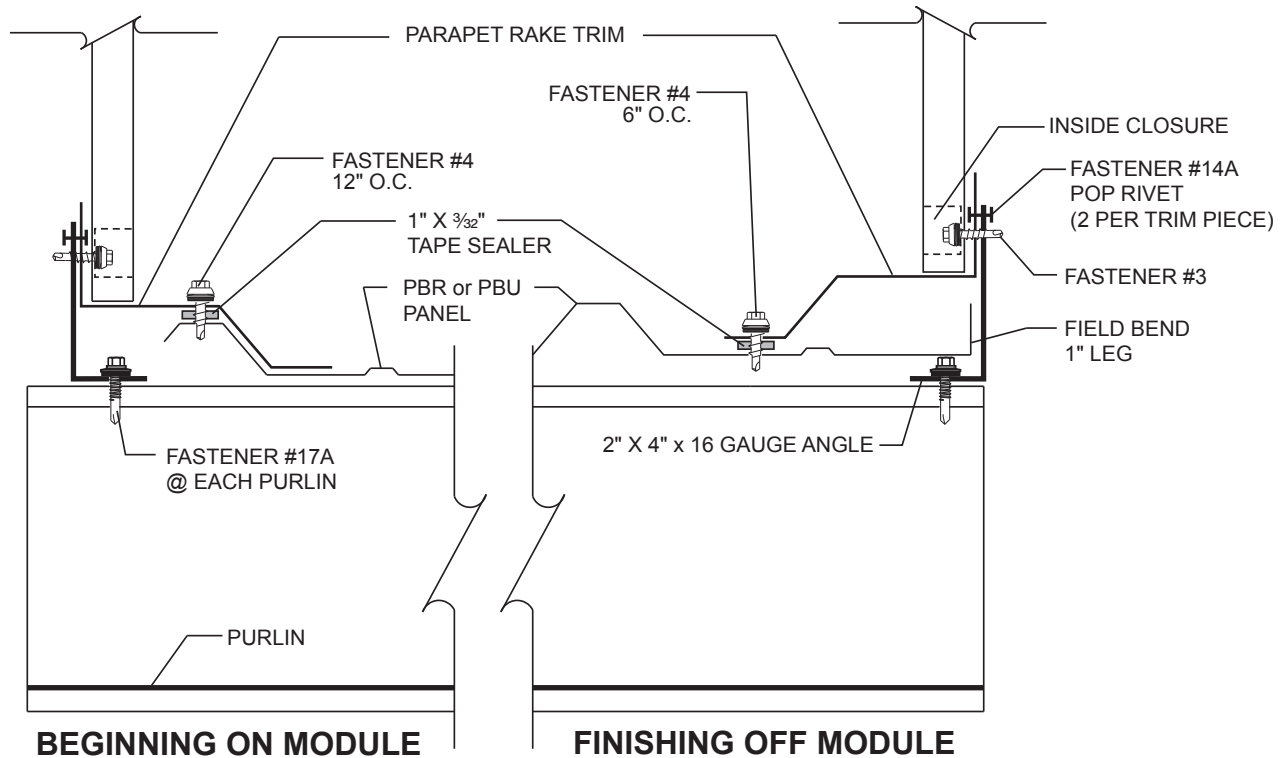 PARAPET RAKE TRIM
FASTENER #4
6" O.C.
INSIDE CLOSURE
FASTENER #4
12" O.C.
FASTENER #14A
POP RIVET
(2 PER TRIM PIECE)
1" X 3⁄32"
TAPE SEALER
FASTENER #3
PBR or PBU
PANEL
FIELD BEND
1" LEG
2" X 4" x 16 GAUGE ANGLE
FASTENER #17A
@ EACH PURLIN
PURLIN
BEGINNING ON MODULE
FINISHING OFF MODULE